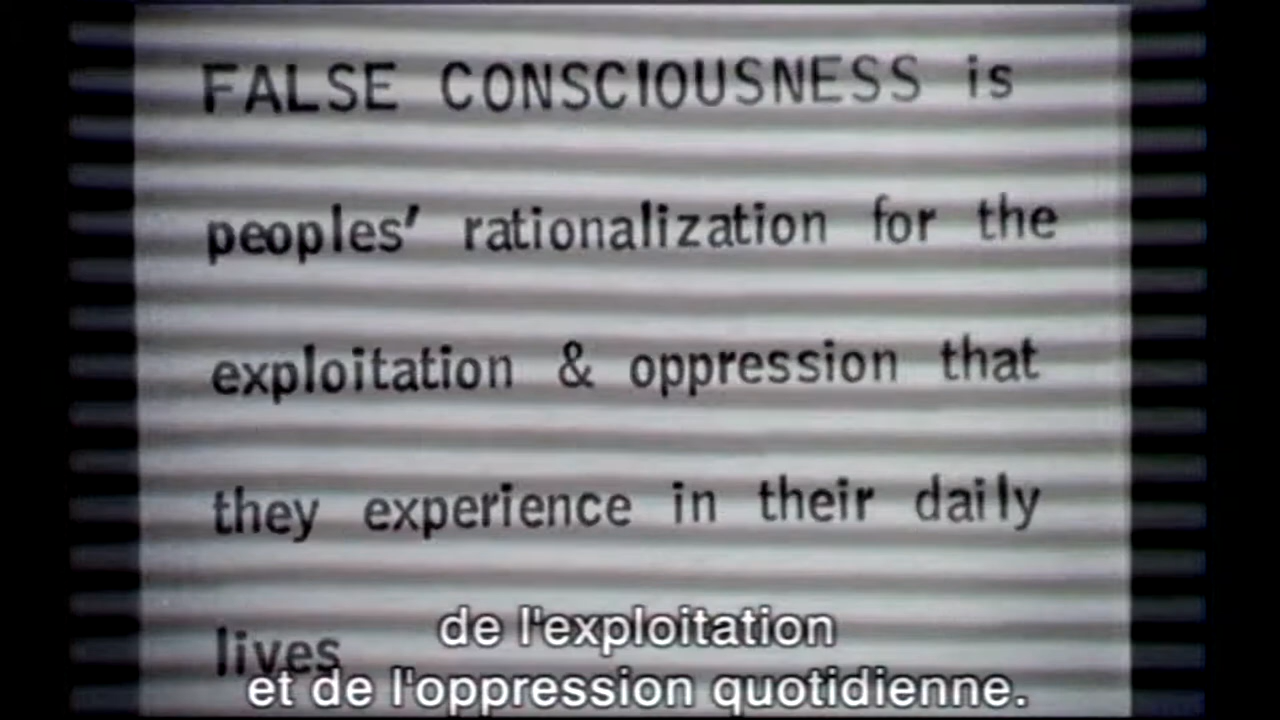 FALSE CONSCIOUSNESS is
peoples' rationalization for the
exploitation & oppression that
they experience in their daily
lives
de l'exploitation
et de l'oppression quotidienne.